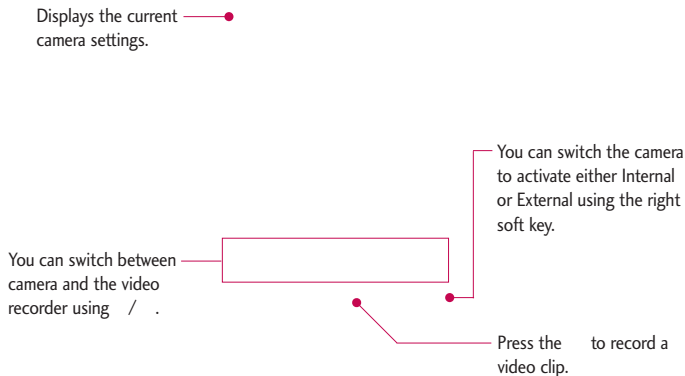 Displays the current
camera settings.
You can switch the camera
to activate either Internal
or External using the right
soft key.
You can switch between
camera and the video
recorder using / .
Press the to record a
video clip.